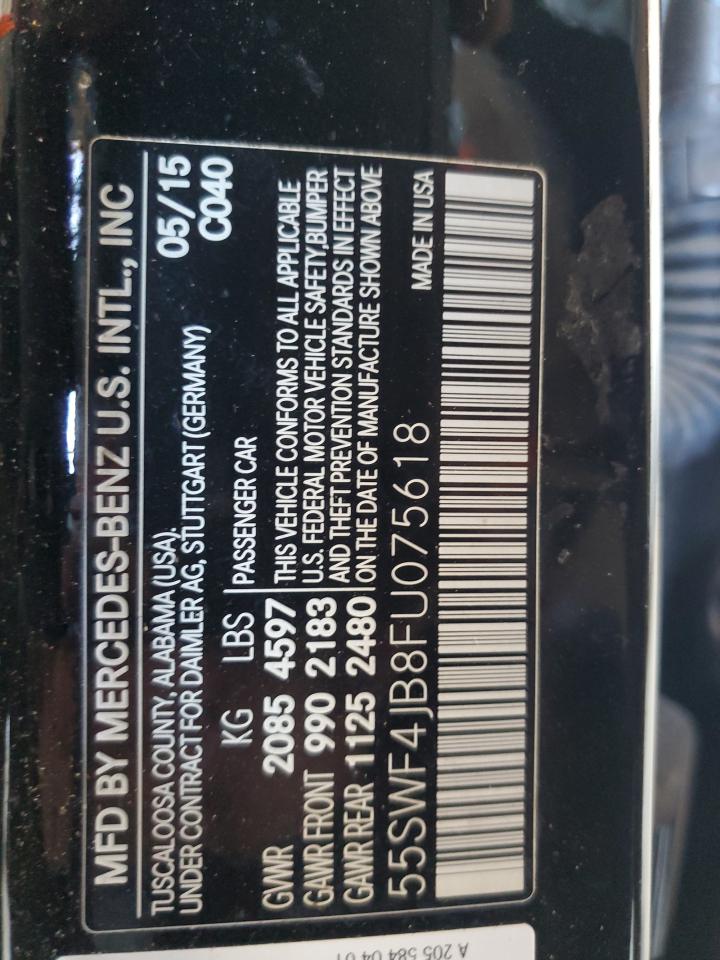 MFD BY MERCEDES-BENZ U.S. INTL., INC
TUSCALOOSA COUNTY, ALABAMA (USA). 05/15
UNDER CONTRACT FOR DAIMLER AG, STUTTGART (GERMANY) C040
KG LBS PASSENGER CAR
GVWR 2085 4597 THIS VEHICLE CONFORMS TO ALL APPLICABLE
GAWR FRONT 990 2183 U.S. FEDERAL MOTOR VEHICLE SAFETY,BUMPER
GAWR REAR 1125 2480 AND THEFT PREVENTION STANDARDS IN EFFECT
ON THE DATE OF MANUFACTURE SHOWN ABOVE
55SWF4JB8FU075618 MADE IN USA
A 205 584 04 01